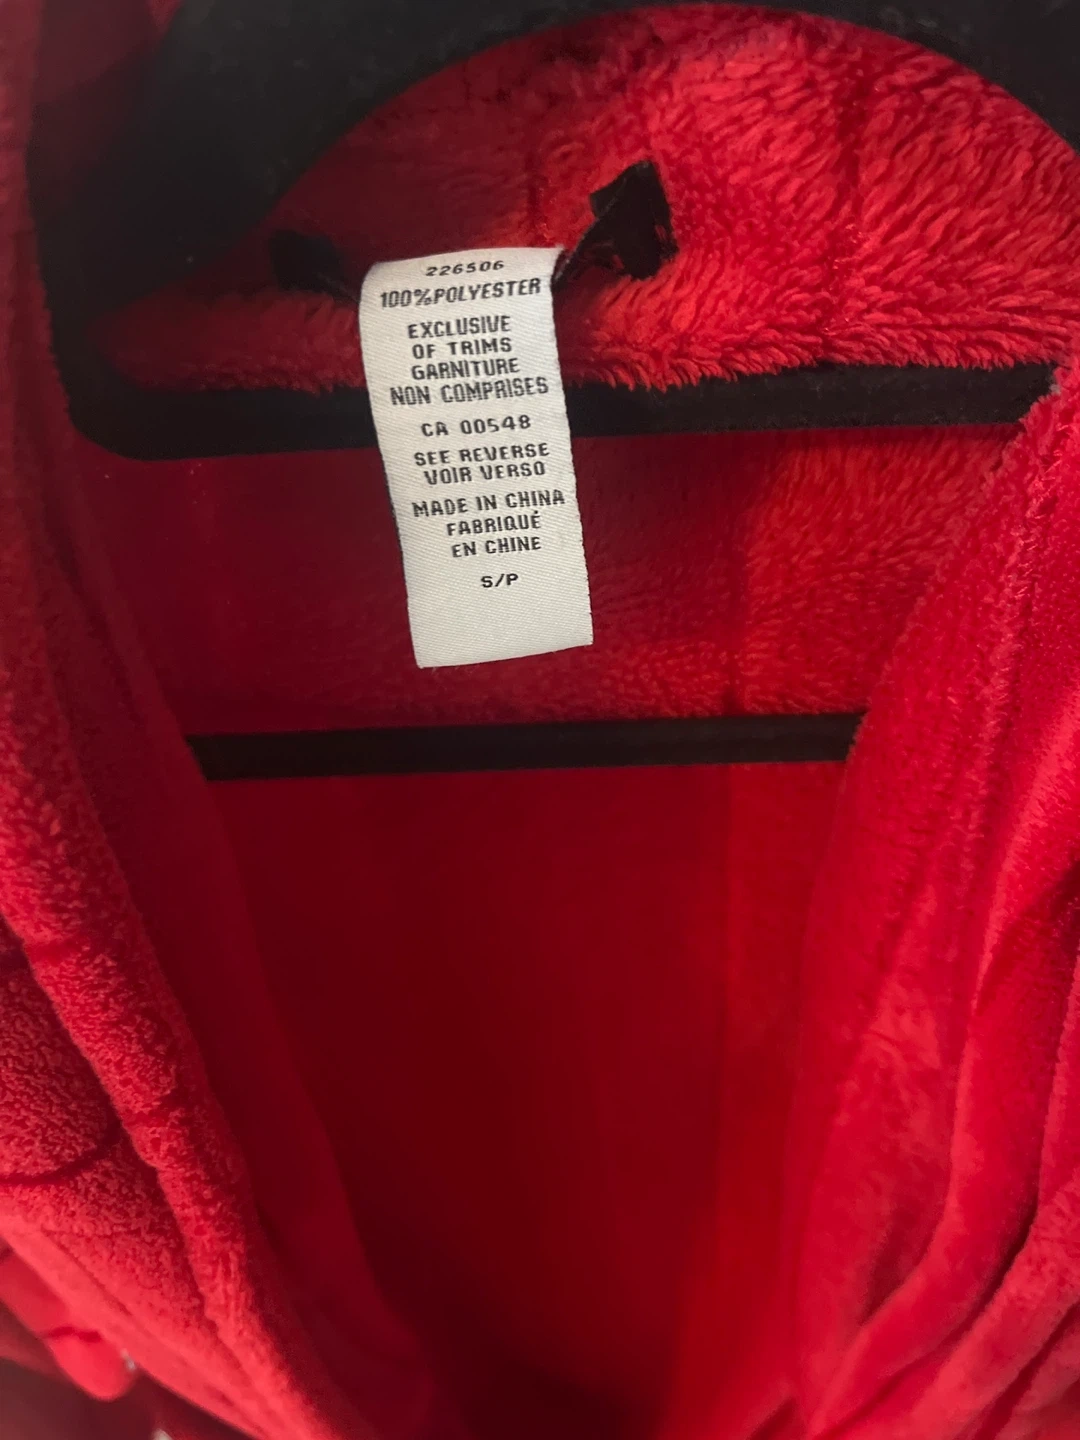 226506
100%POLYESTER
EXCLUSIVE
OF TRIMS
GARNITURE
NON COMPRISES
CA 00548
SEE REVERSE
VOIR VERSO
MADE IN CHINA
FABRIQUÉ
EN CHINE
S/P